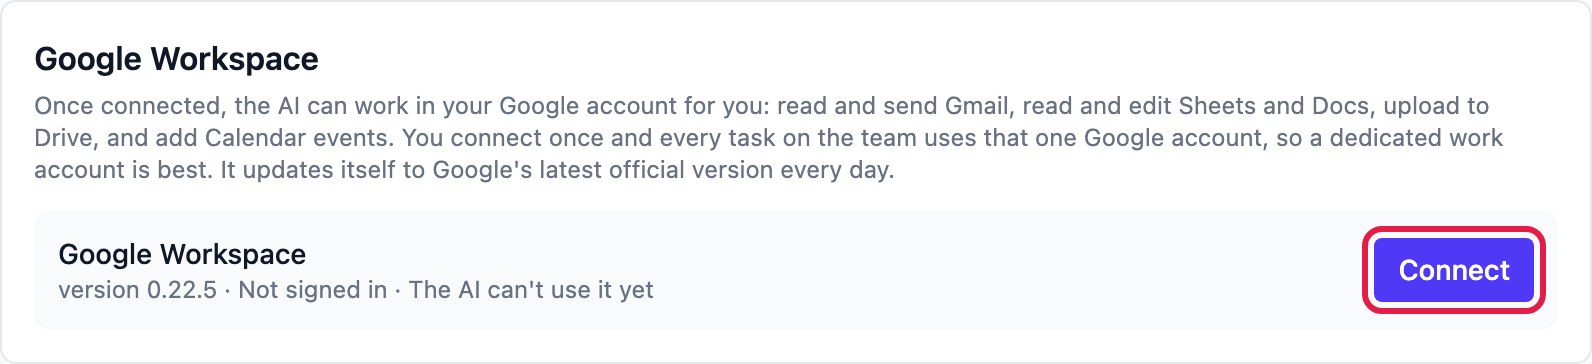 Google Workspace
Once connected, the AI can work in your Google account for you: read and send Gmail, read and edit Sheets and Docs, upload to
Drive, and add Calendar events. You connect once and every task on the team uses that one Google account, so a dedicated work
account is best. It updates itself to Google's latest official version every day.
Google Workspace
version 0.22.5 · Not signed in · The AI can't use it yet
Connect